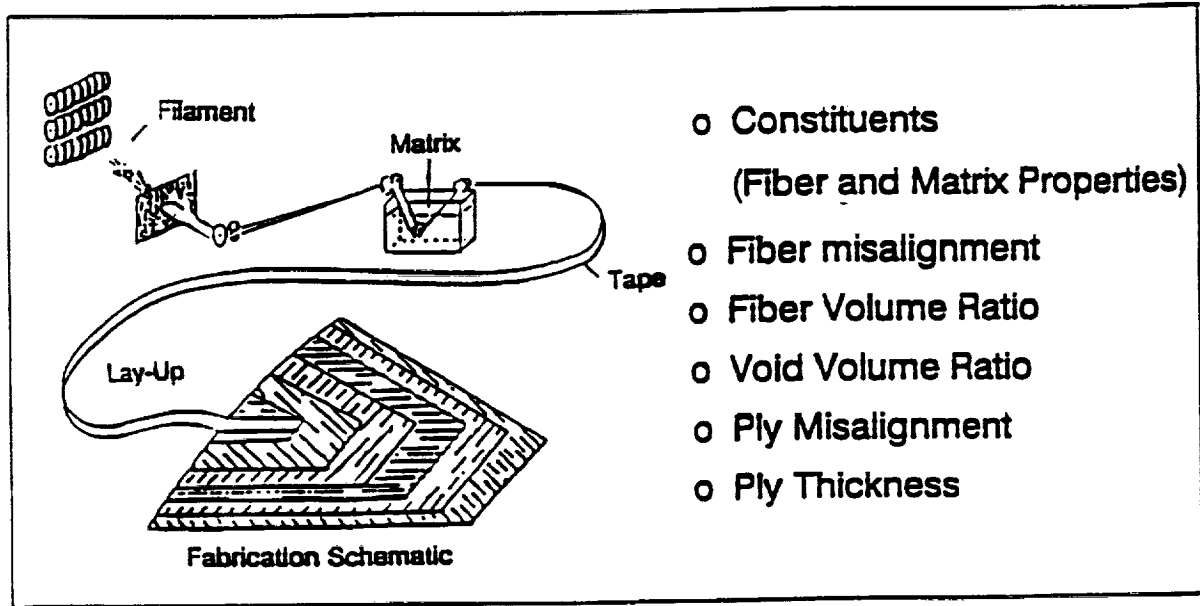 Filament
Matrix
Tape
Lay-Up
Fabrication Schematic
o Constituents
(Fiber and Matrix Properties)
o Fiber misalignment
o Fiber Volume Ratio
o Void Volume Ratio
o Ply Misalignment
o Ply Thickness